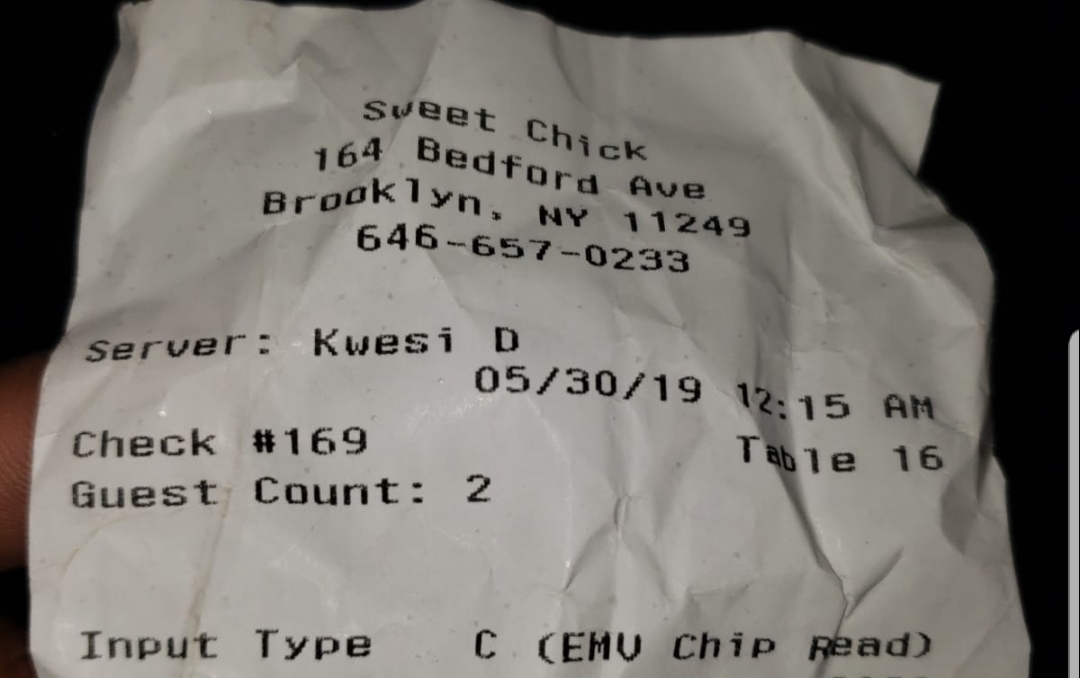 Sweet Chick
164 Bedford Ave
Brooklyn, NY 11249
646-657-0233
Server: Kwesi D
05/30/19 12:15 AM
Check #169 Table 16
Guest Count: 2
Input Type C (EMV Chip Read)